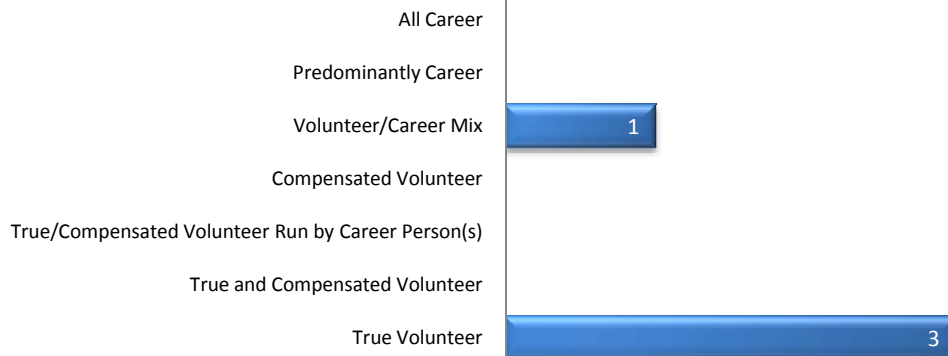 All Career
Predominantly Career
Volunteer/Career Mix 1
Compensated Volunteer
True/Compensated Volunteer Run by Career Person(s)
True and Compensated Volunteer
True Volunteer 3